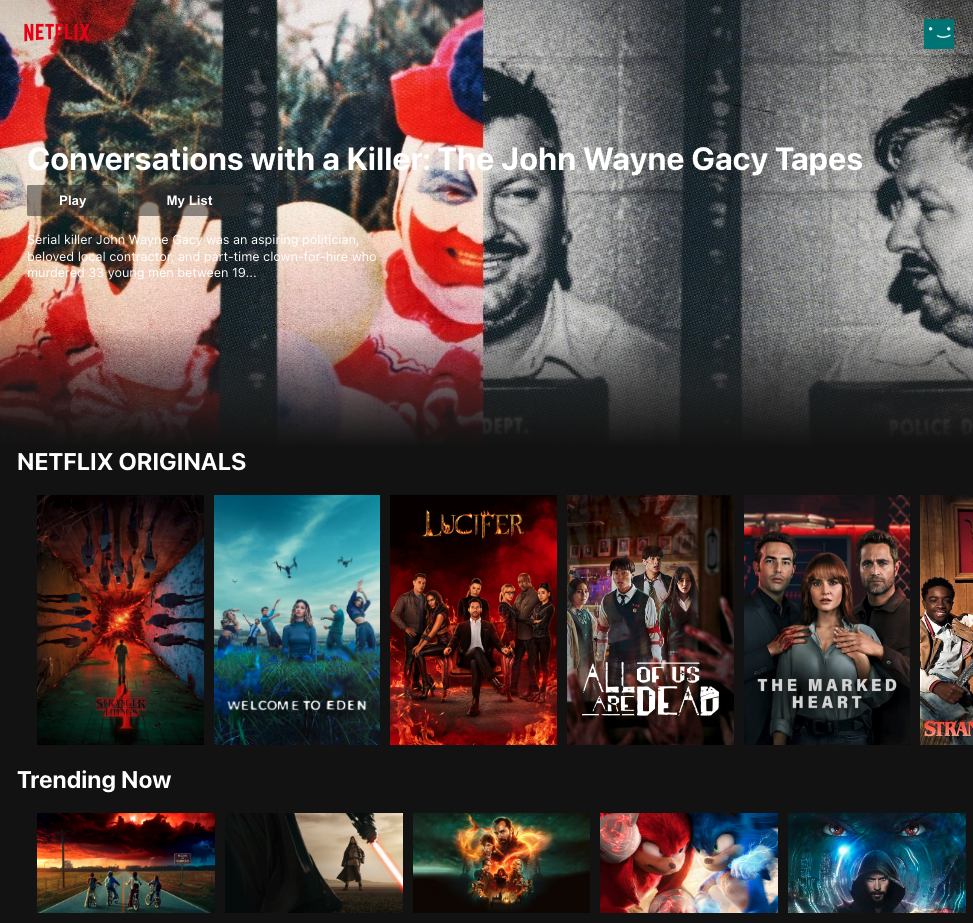 NETFLIX
Conversations with a Killer: The John Wayne Gacy Tapes
Play
My List
Serial killer John Wayne Gacy was an aspiring politician,
beloved local contractor, and part-time clown-for-hire who
murdered 33 young men between 19...
DEPT.
POLICE D
NETFLIX ORIGINALS
STRANGER
THINGS
4
WELCOME TO EDEN
LUCIFER
ALL OF US
ARE DEAD
THE MARKED
HEART
STRAN
Trending Now